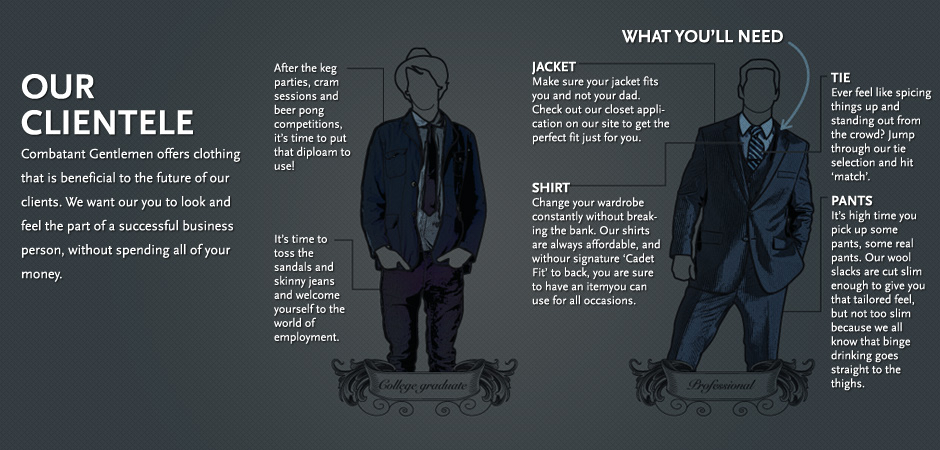 OUR
CLIENTELE
Combatant Gentlemen offers clothing
that is beneficial to the future of our
clients. We want our you to look and
feel the part of a successful business
person, without spending all of your
money.
After the keg
parties, cram
sessions and
beer pong
competitions,
it's time to put
that diploam to
use!
It's time to
toss the
sandals and
skinny jeans
and welcome
yourself to the
world of
employment.
College graduate
WHAT YOU'LL NEED
JACKET
Make sure your jacket fits
you and not your dad.
Check out our closet appli-
cation on our site to get the
perfect fit just for you.
SHIRT
Change your wardrobe
constantly without break-
ing the bank. Our shirts
are always affordable, and
withour signature 'Cadet
Fit' to back, you are sure
to have an itemyou can
use for all occasions.
TIE
Ever feel like spicing
things up and
standing out from
the crowd? Jump
through our tie
selection and hit
'match'.
PANTS
It's high time you
pick up some
pants, some real
pants. Our wool
slacks are cut slim
enough to give you
that tailored feel,
but not too slim
because we all
know that binge
drinking goes
straight to the
thighs.
Professional